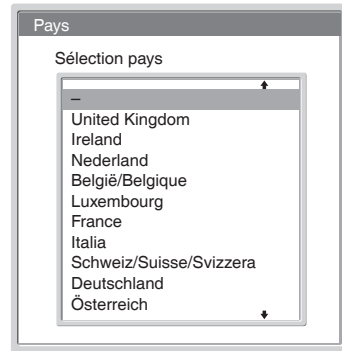 Pays
Sélection pays
–
United Kingdom
Ireland
Nederland
België/Belgique
Luxembourg
France
Italia
Schweiz/Suisse/Svizzera
Deutschland
Österreich